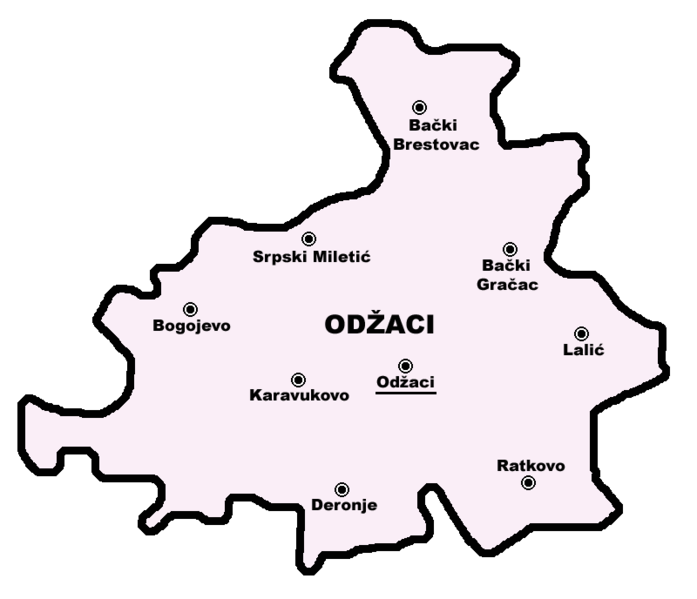 Bački
Brestovac
Srpski Miletić
Bački
Gračac
Bogojevo
ODŽACI
Lalić
Karavukovo
Odžaci
Ratkovo
Deronje